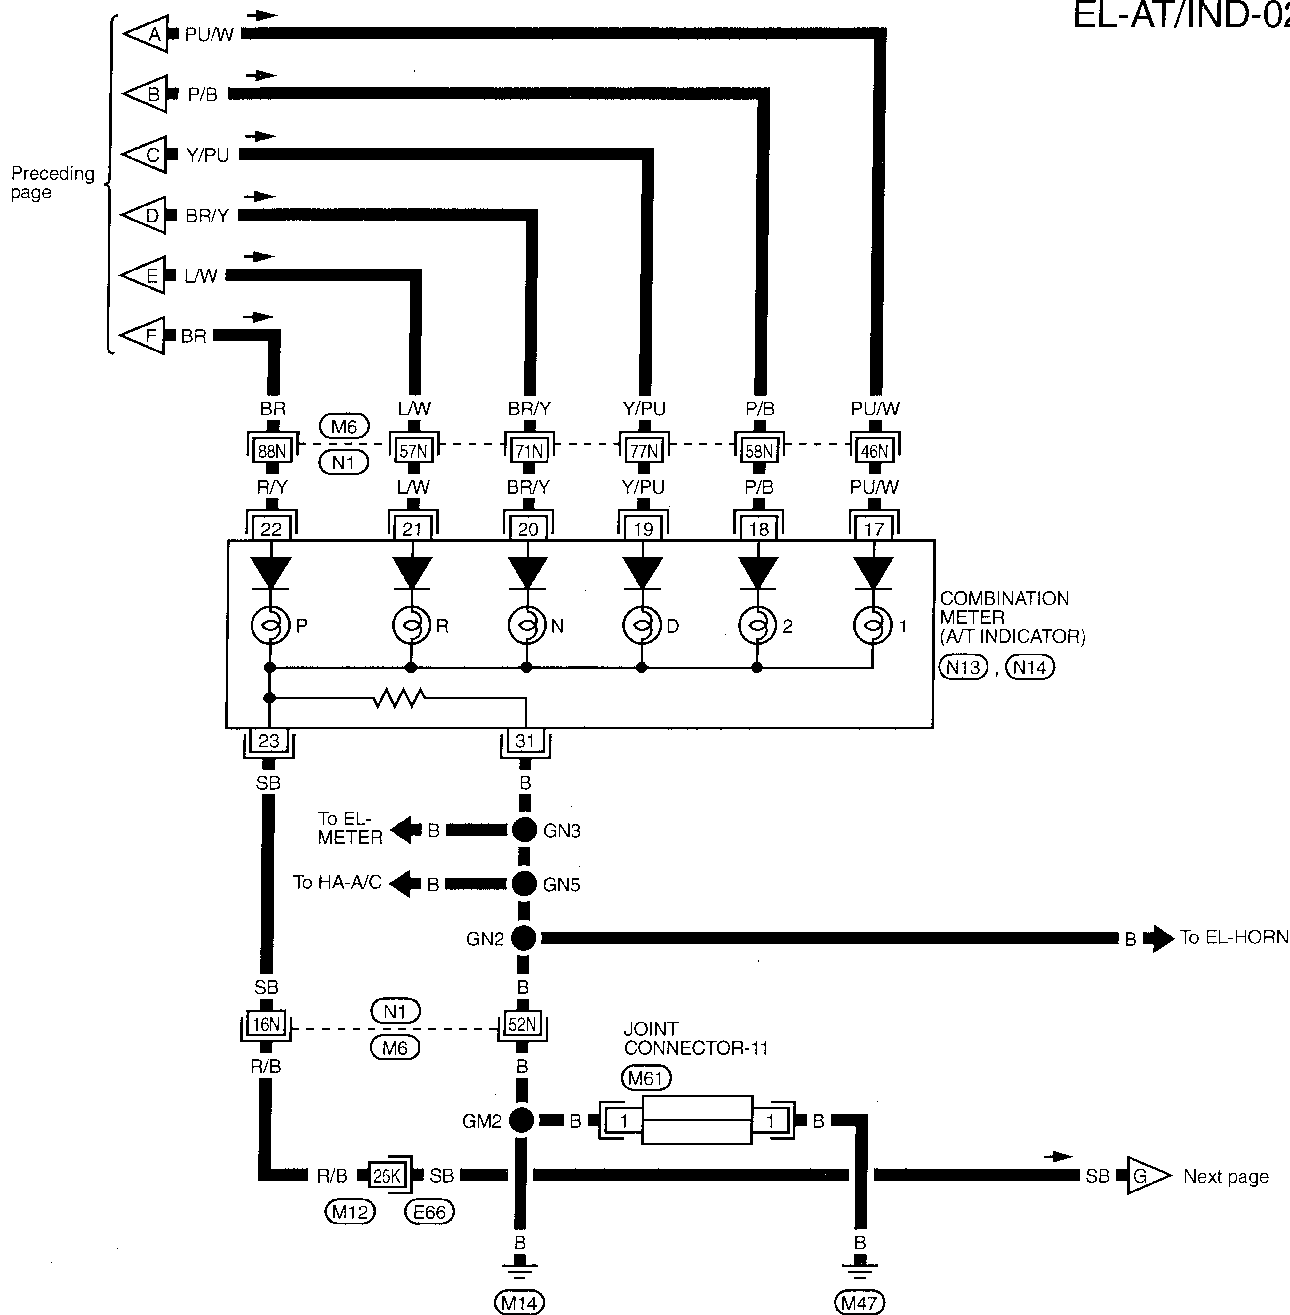 EL-AT/IND-02
A PU/W
B P/B
C Y/PU
Preceding
page
D BR/Y
E L/W
F BR
BR L/W BR/Y Y/PU P/B PU/W
M6
88N 57N 71N 77N 58N 46N
N1
R/Y L/W BR/Y Y/PU P/B PU/W
22 21 20 19 18 17
P R N D 2 1
COMBINATION
METER
(A/T INDICATOR)
N13 , N14
23 31
SB B
To EL-
METER B GN3
To HA-A/C B GN5
GN2 B To EL-HORN
SB B
N1
16N 52N
M6
R/B B
JOINT
CONNECTOR-11
M61
GM2 B 1 1 B
R/B 25K SB SB G Next page
M12 E66
B B
M14 M47